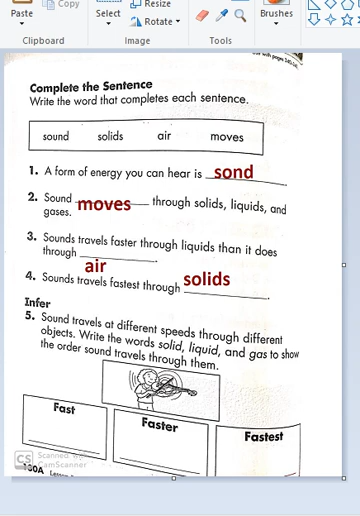 Paste
Copy
Select
Resize
Rotate
Brushes
Clipboard
Image
Tools
Complete the Sentence
Write the word that completes each sentence.
sound solids air moves
1. A form of energy you can hear is sond
2. Sound moves through solids, liquids, and
gases.
3. Sounds travels faster through liquids than it does
through
air
4. Sounds travels fastest through solids
Infer
5. Sound travels at different speeds through different
objects. Write the words solid, liquid, and gas to show
the order sound travels through them.
Fast
Faster
Fastest
CS
CamScanner